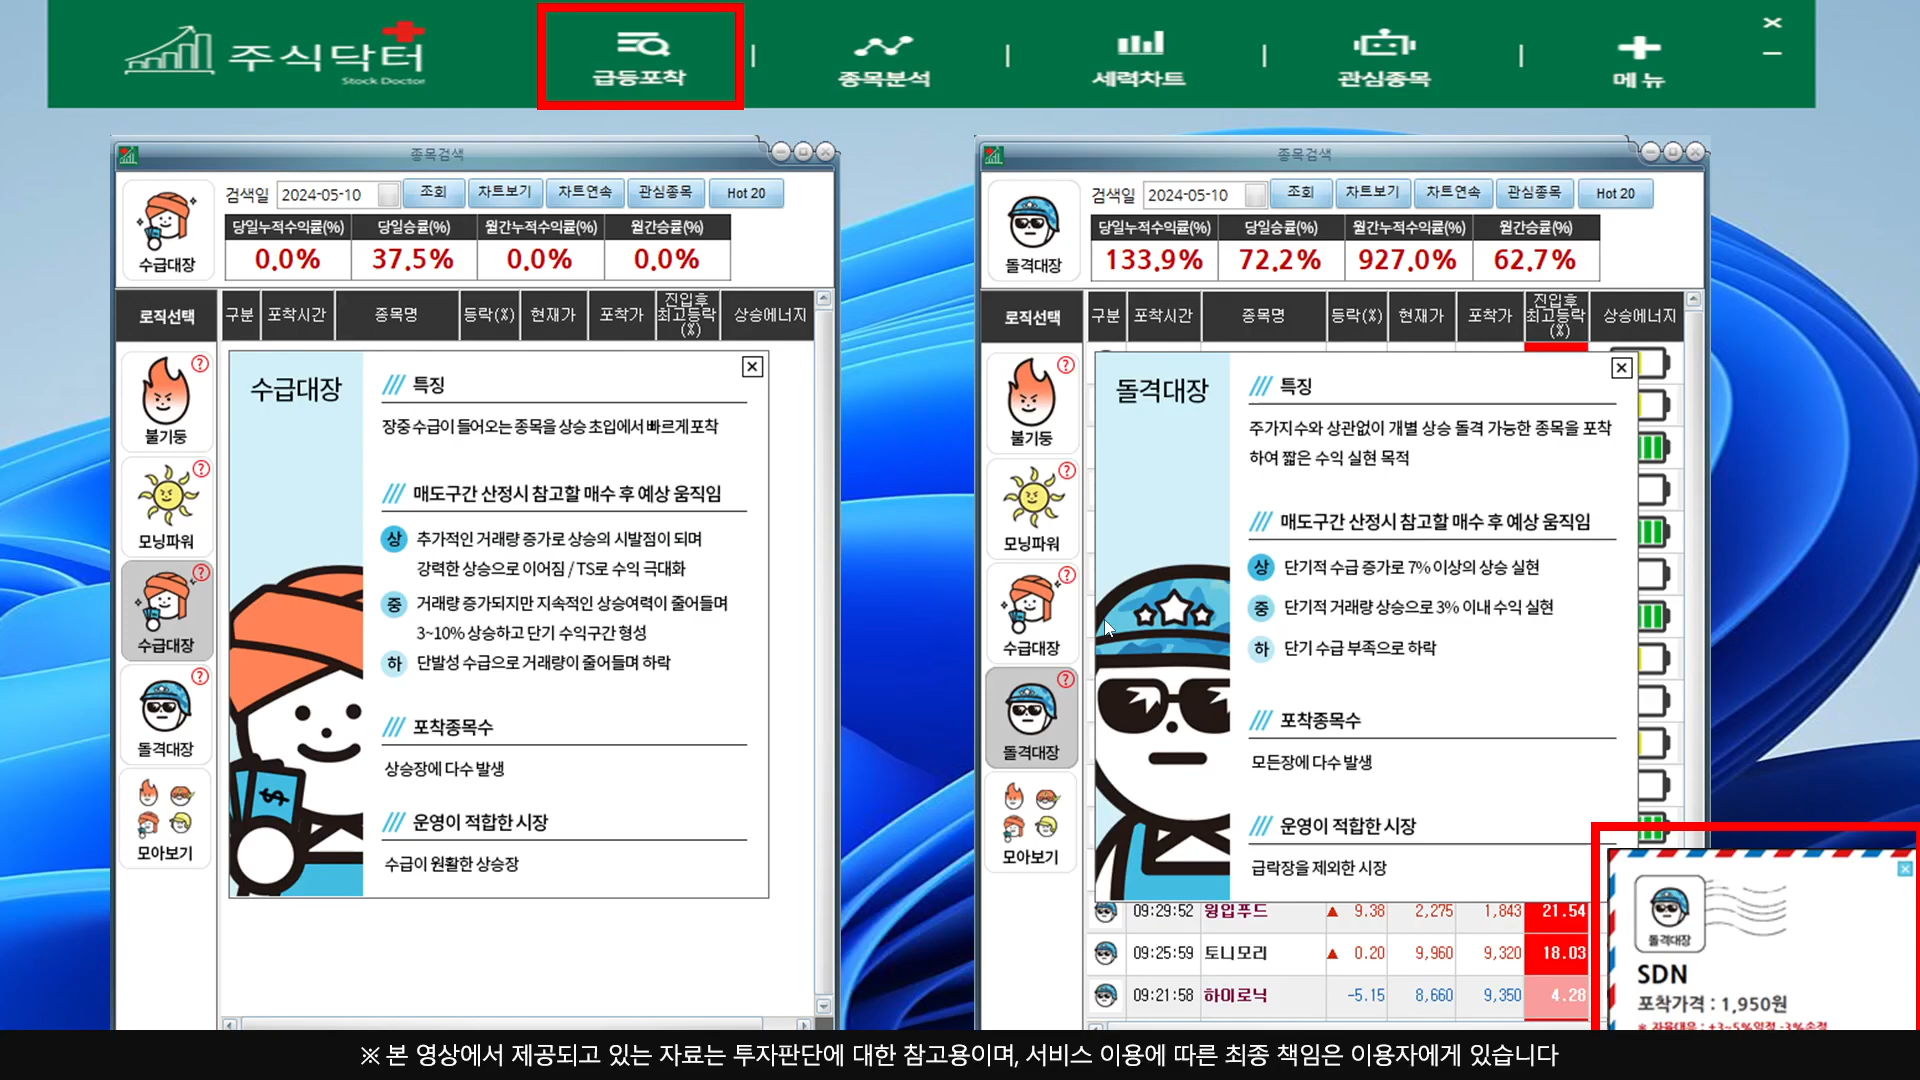 주식닥터
Stock Doctor
급등포착
종목분석
세력차트
관심종목
메뉴
종목검색
수급대장
검색일
2024-05-10
조회
차트보기
차트연속
관심종목
Hot 20
당일누적수익률(%)
당일승률(%)
월간누적수익률(%)
월간승률(%)
0.0%
37.5%
0.0%
0.0%
로직선택
구분
포착시간
종목명
등락(%)
현재가
포착가
진입후
최고등락
(%)
상승에너지
불기둥
모닝파워
수급대장
돌격대장
모아보기
수급대장
/// 특징
장중 수급이 들어오는 종목을 상승 초입에서 빠르게 포착
/// 매도구간 산정시 참고할 매수 후 예상 움직임
상 추가적인 거래량 증가로 상승의 시발점이 되며
강력한 상승으로 이어짐 / TS로 수익 극대화
중 거래량 증가되지만 지속적인 상승여력이 줄어들며
3~10% 상승하고 단기 수익구간 형성
하 단발성 수급으로 거래량이 줄어들며 하락
/// 포착종목수
상승장에 다수 발생
/// 운영이 적합한 시장
수급이 원활한 상승장
종목검색
돌격대장
검색일
2024-05-10
조회
차트보기
차트연속
관심종목
Hot 20
당일누적수익률(%)
당일승률(%)
월간누적수익률(%)
월간승률(%)
133.9%
72.2%
927.0%
62.7%
로직선택
구분
포착시간
종목명
등락(%)
현재가
포착가
진입후
최고등락
(%)
상승에너지
불기둥
모닝파워
수급대장
돌격대장
모아보기
돌격대장
/// 특징
주가지수와 상관없이 개별 상승 돌격 가능한 종목을 포착
하여 짧은 수익 실현 목적
/// 매도구간 산정시 참고할 매수 후 예상 움직임
상 단기적 수급 증가로 7% 이상의 상승 실현
중 단기적 거래량 상승으로 3% 이내 수익 실현
하 단기 수급 부족으로 하락
/// 포착종목수
모든장에 다수 발생
/// 운영이 적합한 시장
급락장을 제외한 시장
09:29:52 윙입푸드 ▲ 9.38 2,275 1,843 21.54
09:25:59 토니모리 ▲ 0.20 9,960 9,320 18.03
09:21:58 하이로닉 -5.15 8,660 9,350 4.28
돌격대장
SDN
포착가격 : 1,950원
※ 본 영상에서 제공되고 있는 자료는 투자판단에 대한 참고용이며, 서비스 이용에 따른 최종 책임은 이용자에게 있습니다